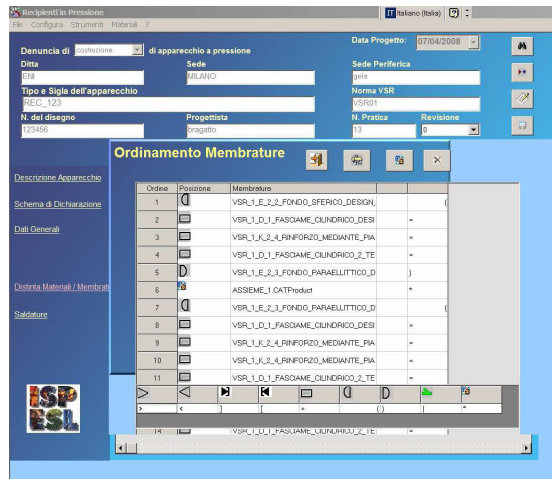 Recipienti in Pressione
IT Italiano (Italia)
File Configura Strumenti Materiali ?
Denuncia di costruzione di apparecchio a pressione
Data Progetto: 07/04/2008
Ditta Sede Sede Periferica
ENI MILANO gela
Tipo e Sigla dell'apparecchio Norma VSR
REC_123 VSR01
N. del disegno Progettista N. Pratica Revisione
123456 bragatto 13 0
Ordinamento Membrature
Descrizione Apparecchio
Schema di Dichiarazione
Dati Generali
Distinta Materiali / Membrati
Saldature
Ordine Posizione Membratura
1 VSR_1_E_2_2_FONDO_SFERICO_DESIGN, (
2 VSR_1_D_1_FASCIAME_CILINDRICO_DESI =
3 VSR_1_K_2_4_RINFORZO_MEDIANTE_PIA =
4 VSR_1_D_1_FASCIAME_CILINDRICO_2_TE =
5 VSR_1_E_2_3_FONDO_PARAELLITTICO_D )
6 ASSIEME_1.CATProduct *
7 VSR_1_E_2_3_FONDO_PARAELLITTICO_D (
8 VSR_1_D_1_FASCIAME_CILINDRICO_DESI =
9 VSR_1_K_2_4_RINFORZO_MEDIANTE_PIA =
10 VSR_1_K_2_4_RINFORZO_MEDIANTE_PIA =
11 VSR_1_D_1_FASCIAME_CILINDRICO_2_TE =
> < ] [ = ( ) | *
14 VSR_1_D_1_FASCIAME_CILINDRICO_2_TE =
ISP
ESL